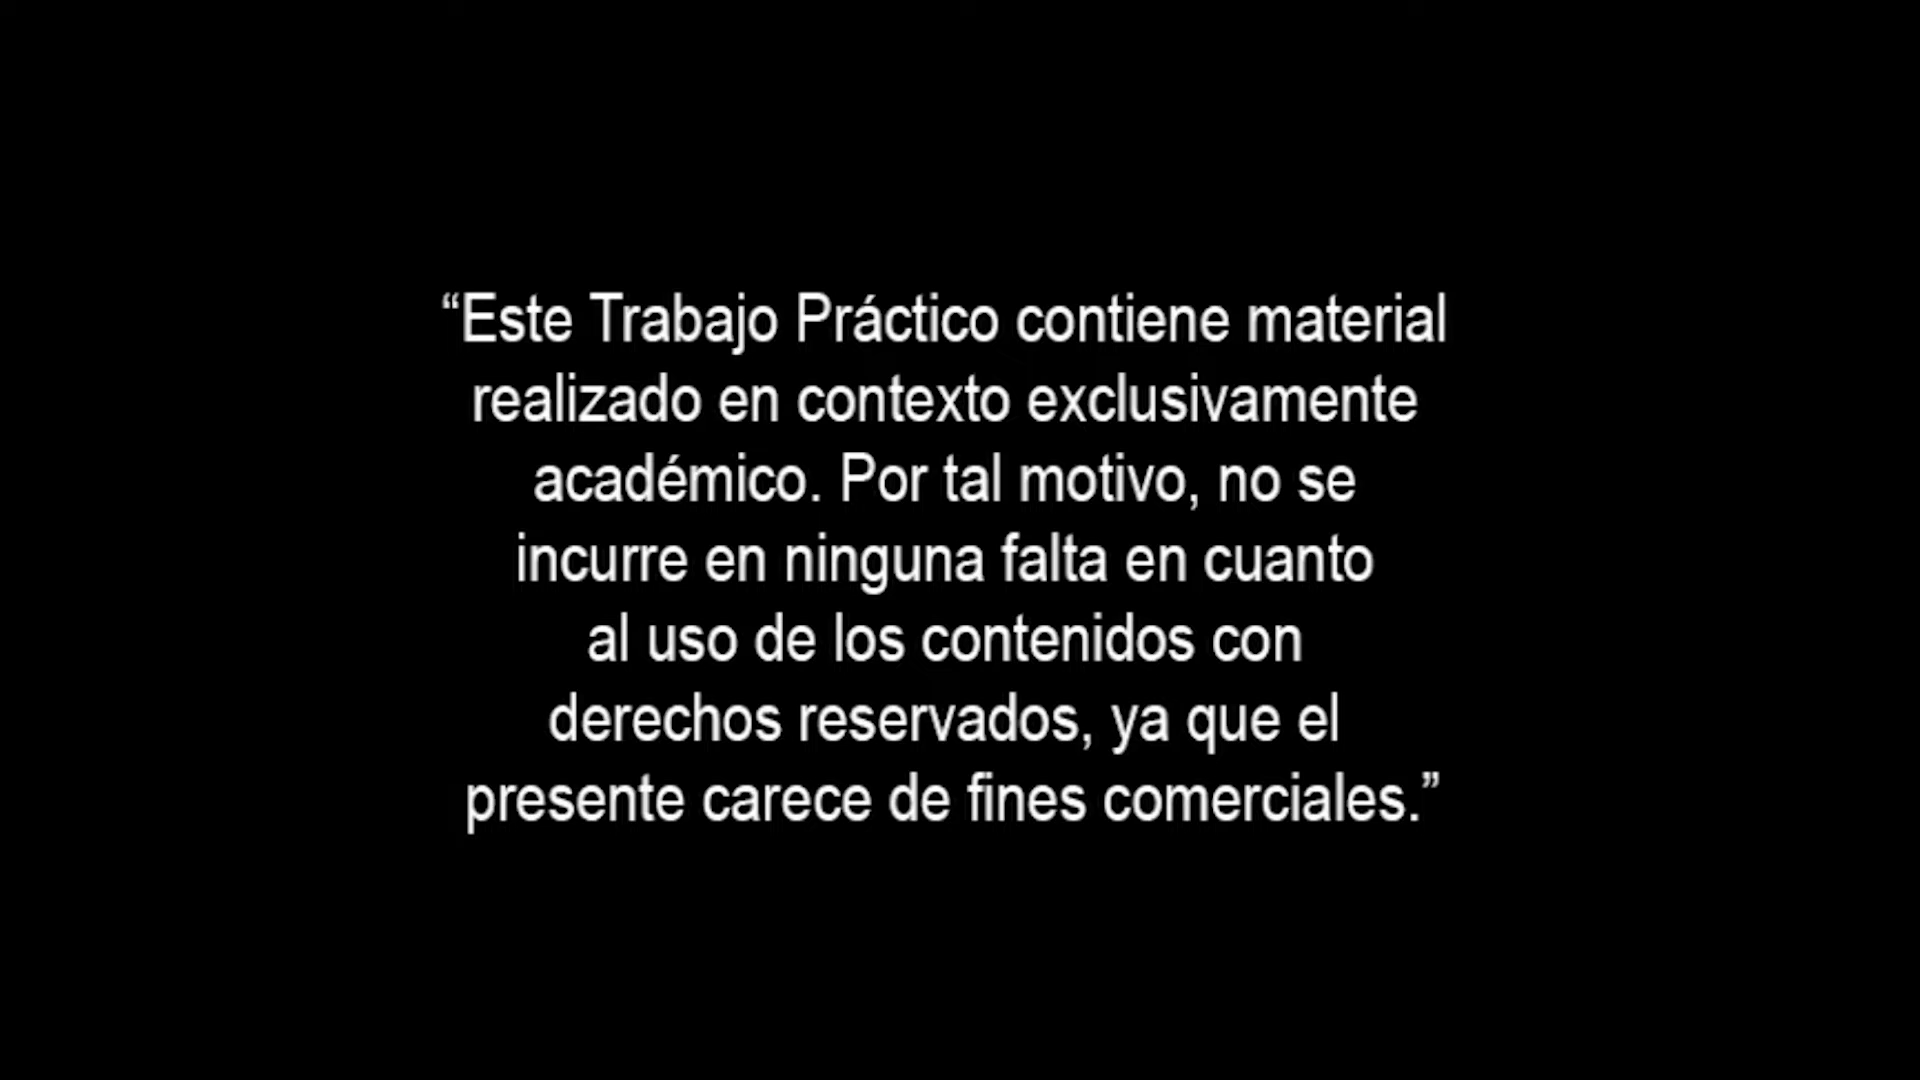 “Este Trabajo Práctico contiene material
realizado en contexto exclusivamente
académico. Por tal motivo, no se
incurre en ninguna falta en cuanto
al uso de los contenidos con
derechos reservados, ya que el
presente carece de fines comerciales.”